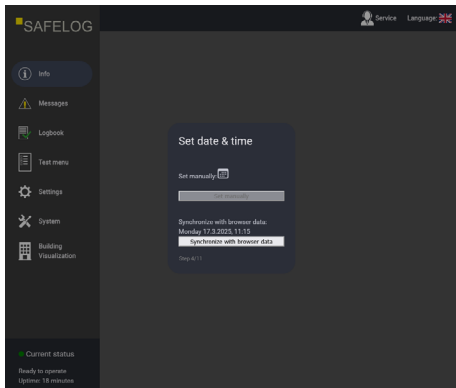 SAFELOG
Service
Language:
Info
Messages
Logbook
Test menu
Settings
System
Building
Visualization
Set date & time
Set manually:
Set manually
Synchronize with browser data:
Monday 17.3.2025, 11:15
Synchronize with browser data
Step 4/11
Current status
Ready to operate
Uptime: 18 minutes